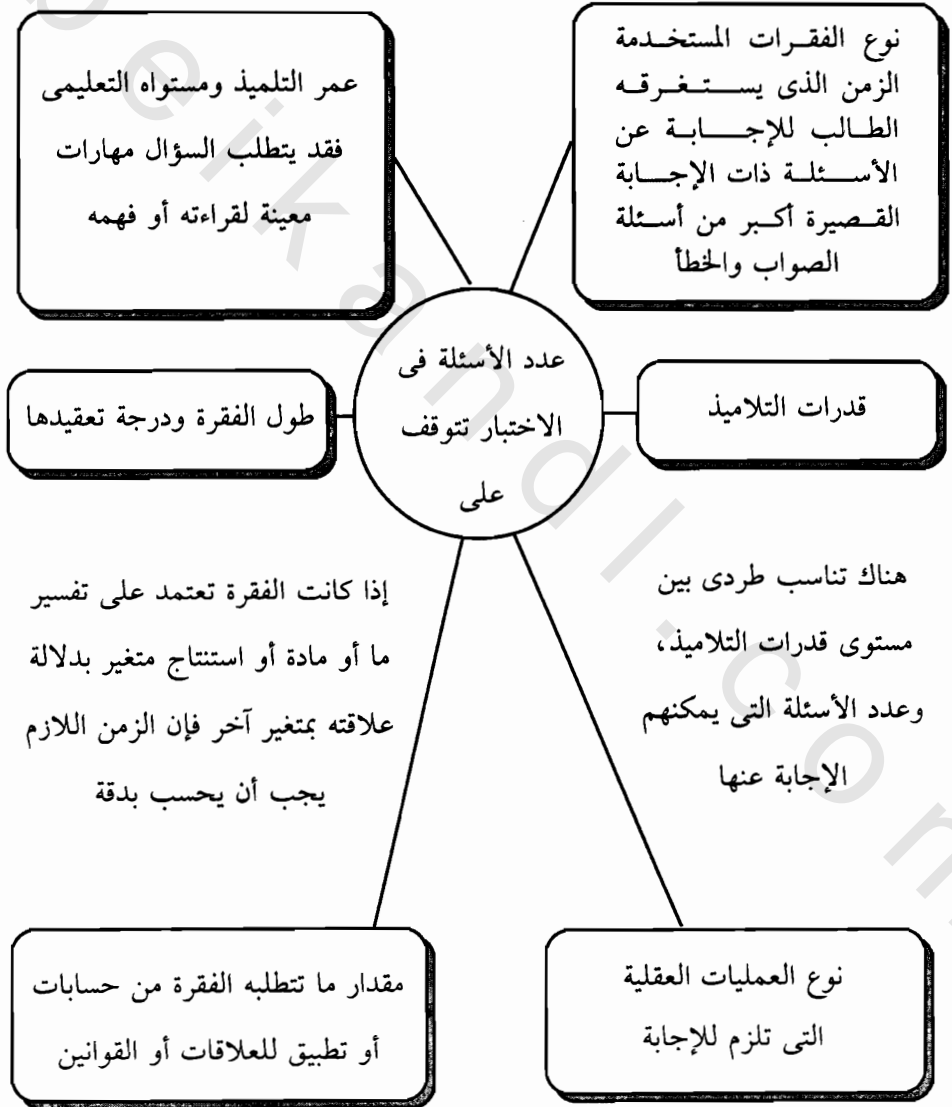 نوع الفقرات المستخدمة
الزمن الذى يستغرقه
الطالب للإجابة عن
الأسئلة ذات الإجابة
القصيرة أكبر من أسئلة
الصواب والخطأ
عمر التلميذ ومستواه التعليمى
فقد يتطلب السؤال مهارات
معينة لقراءته أو فهمه
عدد الأسئلة فى
الاختبار تتوقف
على
قدرات التلاميذ
طول الفقرة ودرجة تعقيدها
هناك تناسب طردى بين
مستوى قدرات التلاميذ،
وعدد الأسئلة التى يمكنهم
الإجابة عنها
إذا كانت الفقرة تعتمد على تفسير
ما أو مادة أو استنتاج متغير بدلالة
علاقته بمتغير آخر فإن الزمن اللازم
يجب أن يحسب بدقة
نوع العمليات العقلية
التى تلزم للإجابة
مقدار ما تتطلبه الفقرة من حسابات
أو تطبيق للعلاقات أو القوانين
peikandl.com